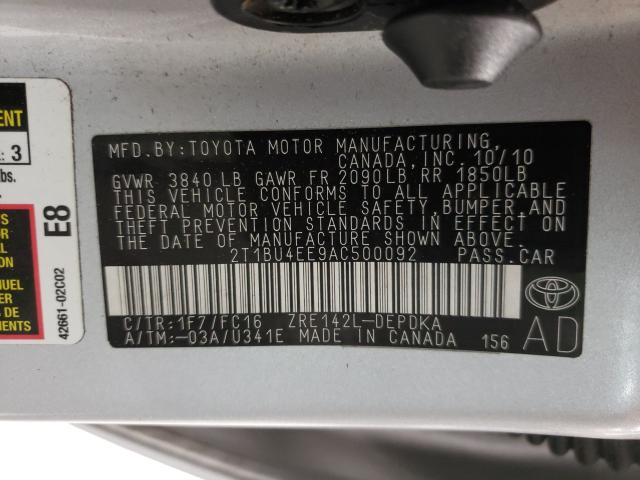 ENT
: 3
bs.
E8
42661-02C02
MFD.BY:TOYOTA MOTOR MANUFACTURING,
CANADA,INC. 10/10
GVWR 3840 LB GAWR FR 2090LB,RR 1850LB
THIS VEHICLE CONFORMS TO ALL APPLICABLE
FEDERAL MOTOR VEHICLE SAFETY,BUMPER,AND
THEFT PREVENTION STANDARDS IN EFFECT ON
THE DATE OF MANUFACTURE SHOWN ABOVE.
2T1BU4EE9AC500092 PASS.CAR
C/TR:1F7/FC16 ZRE142L-DEPDKA
A/TM:-03A/U341E MADE IN CANADA 156
AD